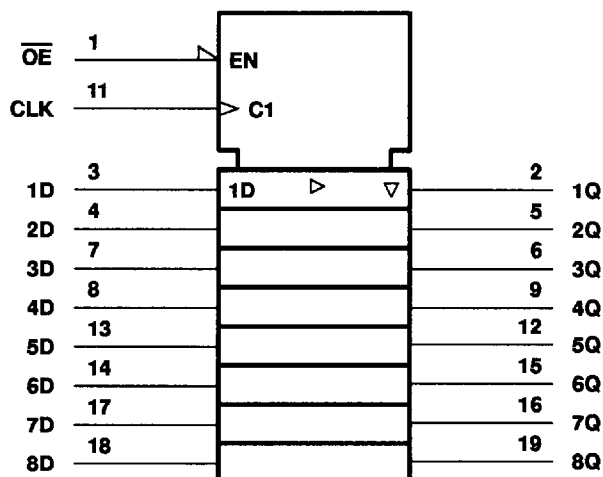 1
O̅E̅ EN
11
CLK C1
3 2
1D 1D 1Q
4 5
2D 2Q
7 6
3D 3Q
8 9
4D 4Q
13 12
5D 5Q
14 15
6D 6Q
17 16
7D 7Q
18 19
8D 8Q